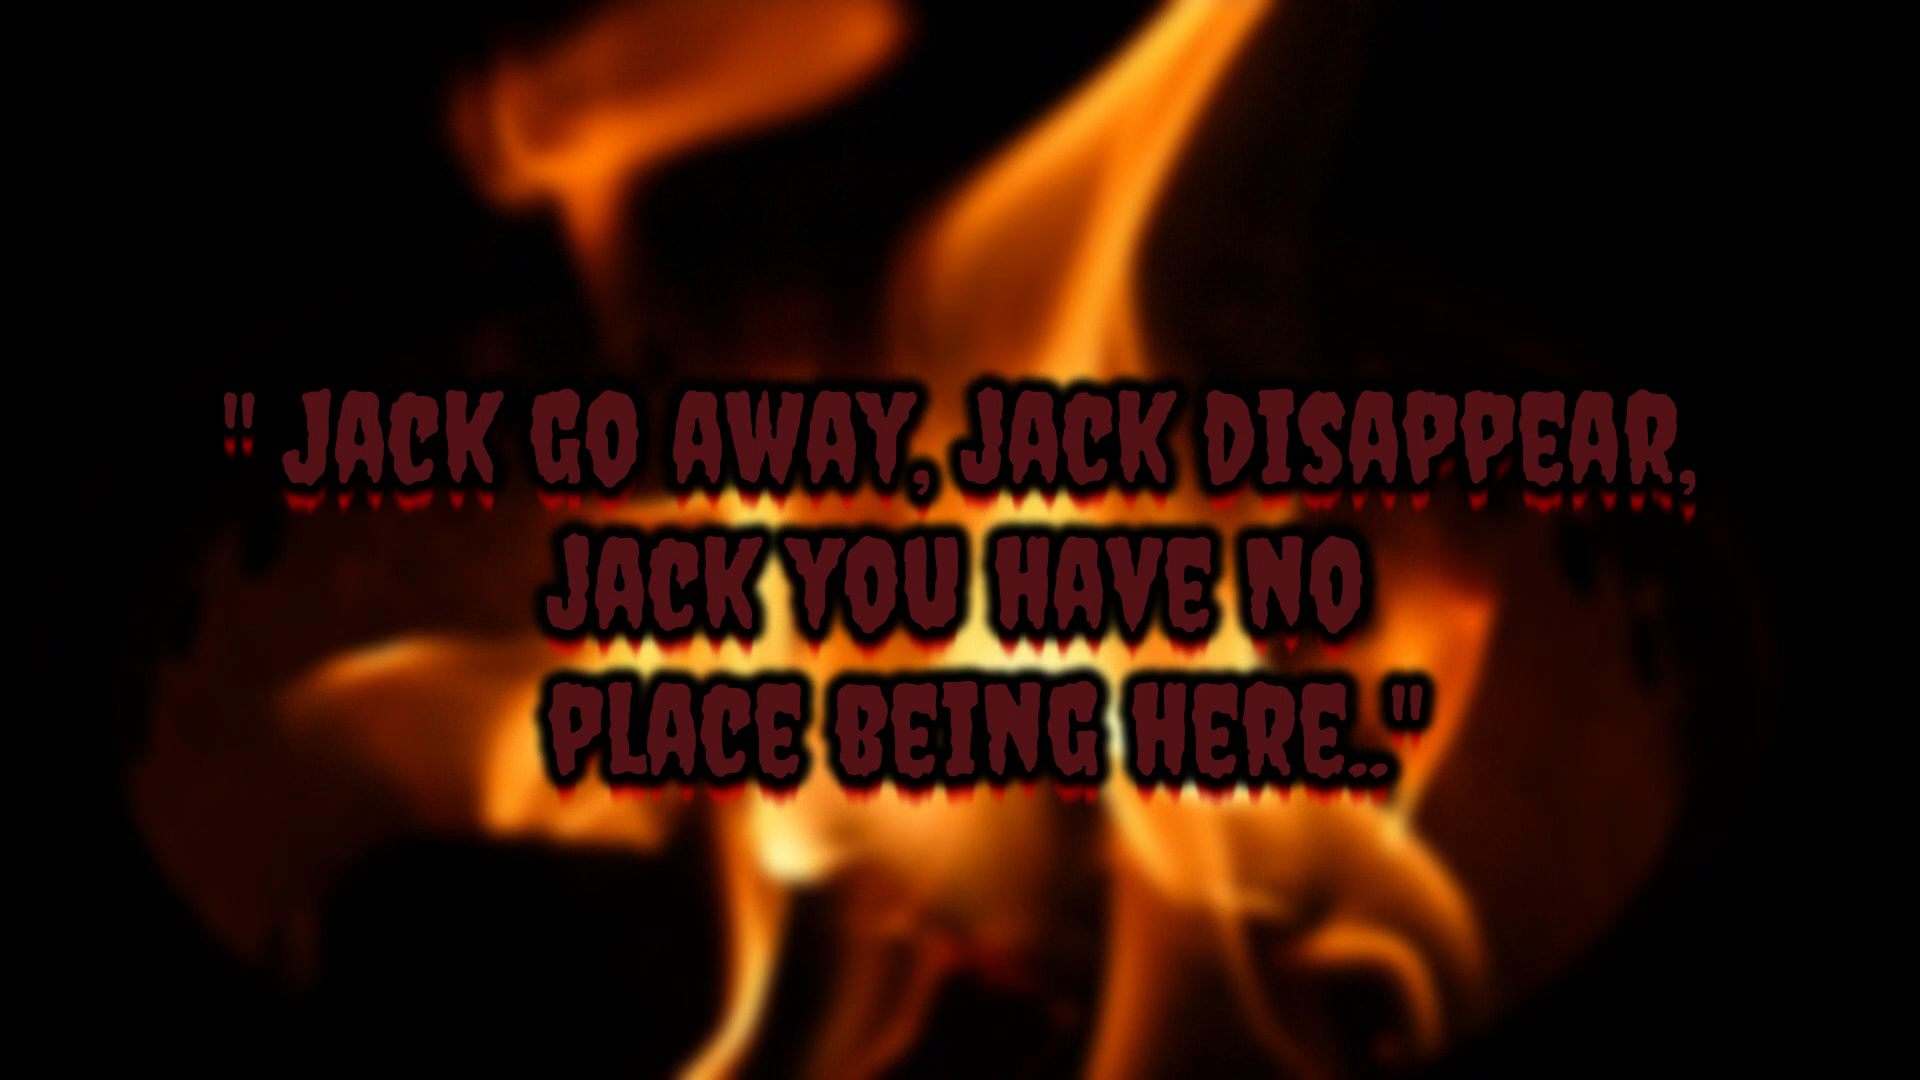 " JACK GO AWAY, JACK DISAPPEAR,
JACK YOU HAVE NO
PLACE BEING HERE.."